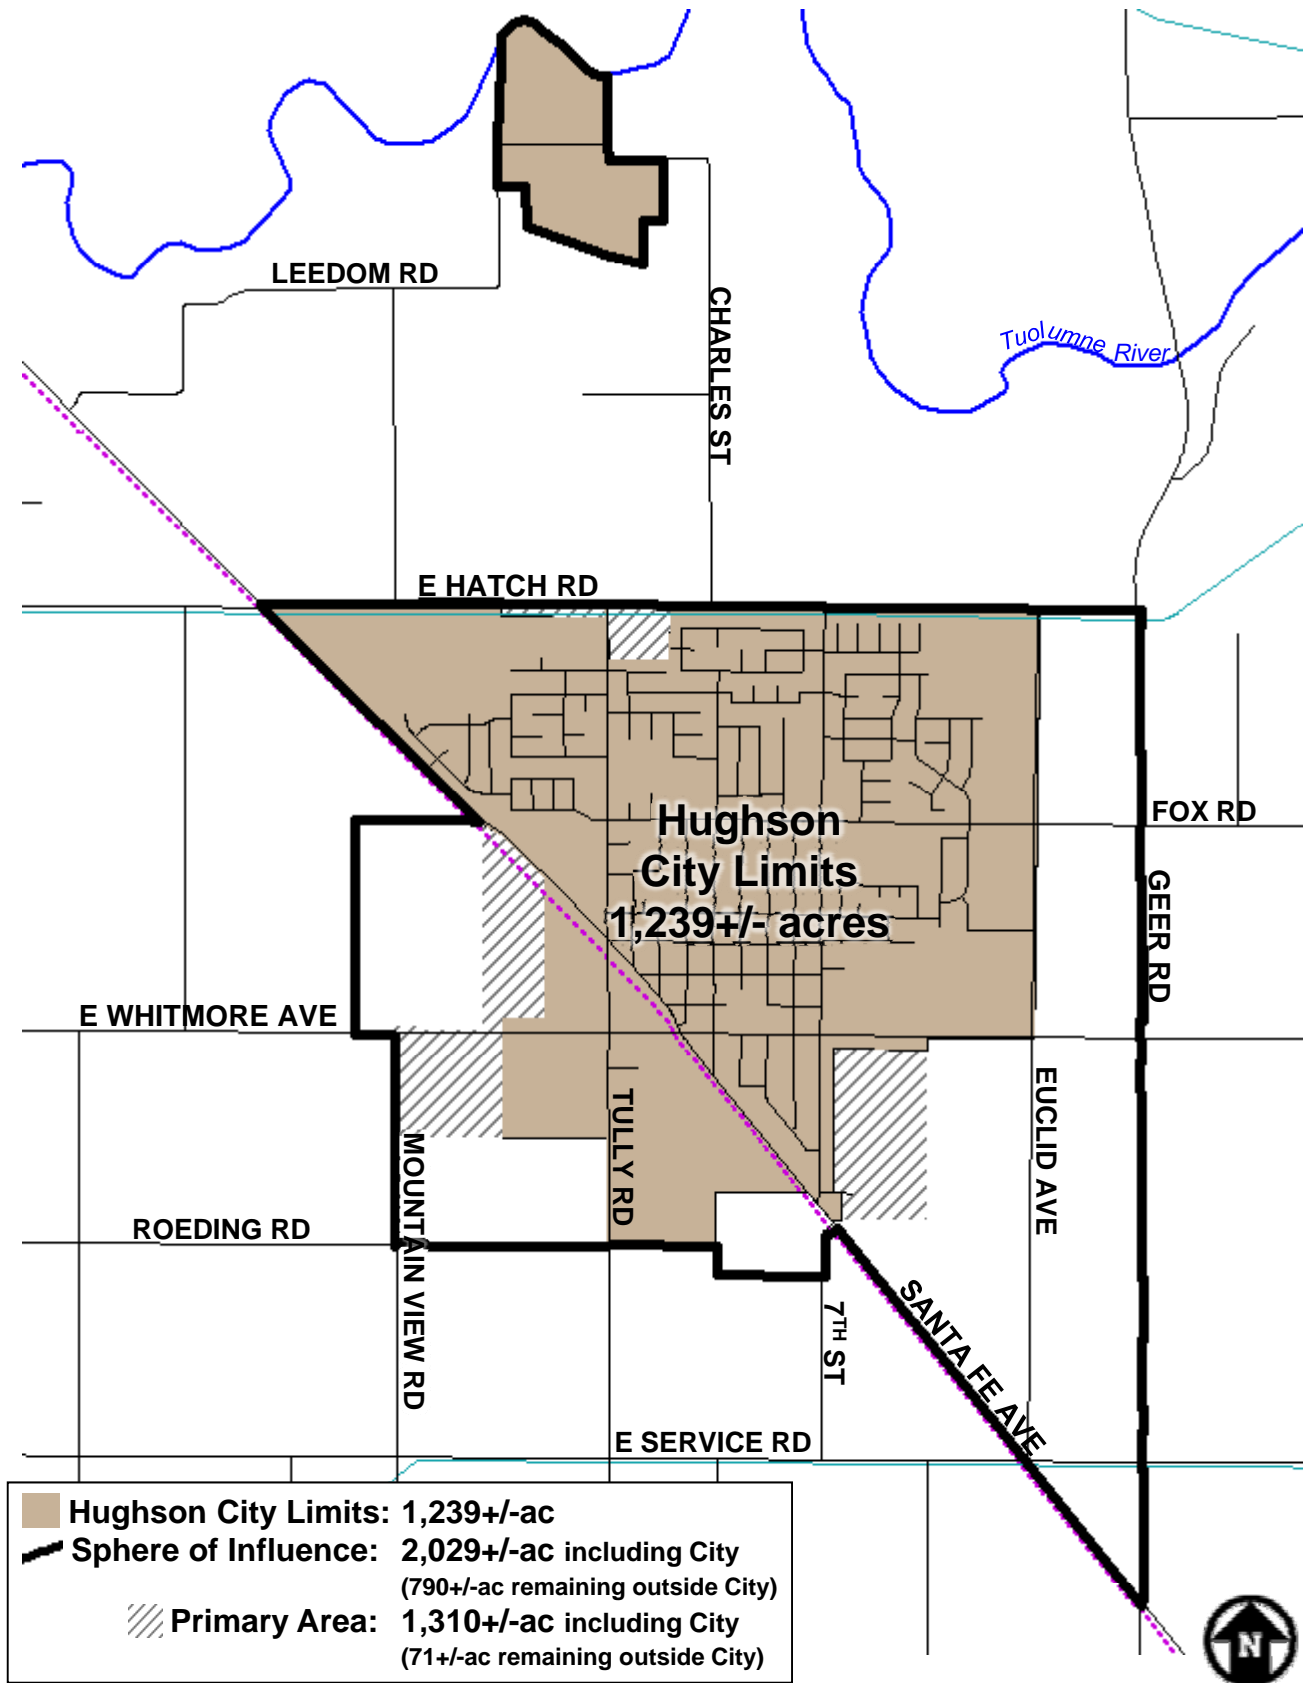 LEEDOM RD
CHARLES ST
Tuolumne River
E HATCH RD
FOX RD
Hughson
City Limits
1,239+/- acres
GEER RD
E WHITMORE AVE
EUCLID AVE
TULLY RD
MOUNTAIN VIEW RD
ROEDING RD
SANTA FE AVE
7TH ST
E SERVICE RD
Hughson City Limits: 1,239+/-ac
Sphere of Influence: 2,029+/-ac including City
(790+/-ac remaining outside City)
Primary Area: 1,310+/-ac including City
(71+/-ac remaining outside City)
N